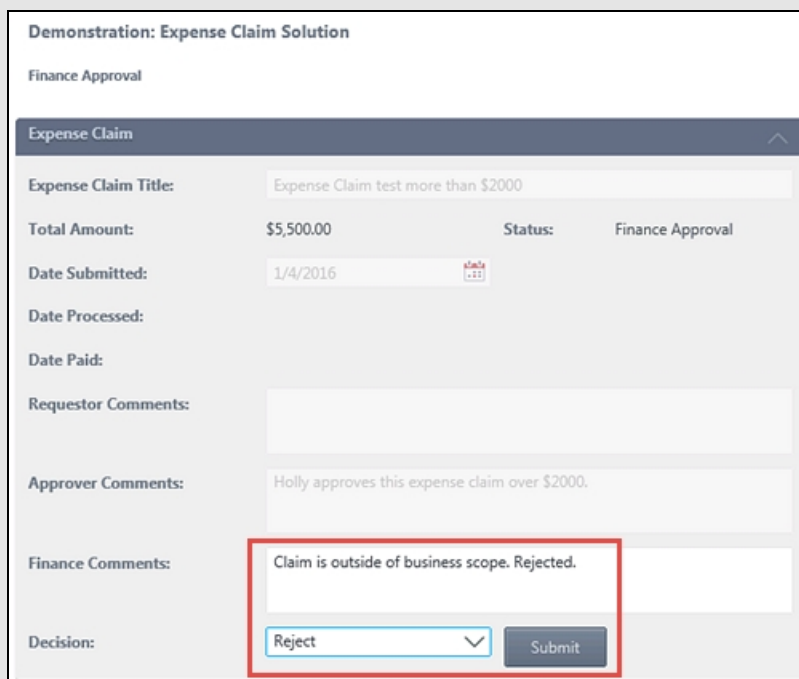 Demonstration: Expense Claim Solution
Finance Approval
Expense Claim
Expense Claim Title: Expense Claim test more than $2000
Total Amount: $5,500.00 Status: Finance Approval
Date Submitted: 1/4/2016
Date Processed:
Date Paid:
Requestor Comments:
Approver Comments: Holly approves this expense claim over $2000.
Finance Comments: Claim is outside of business scope. Rejected.
Decision: Reject Submit